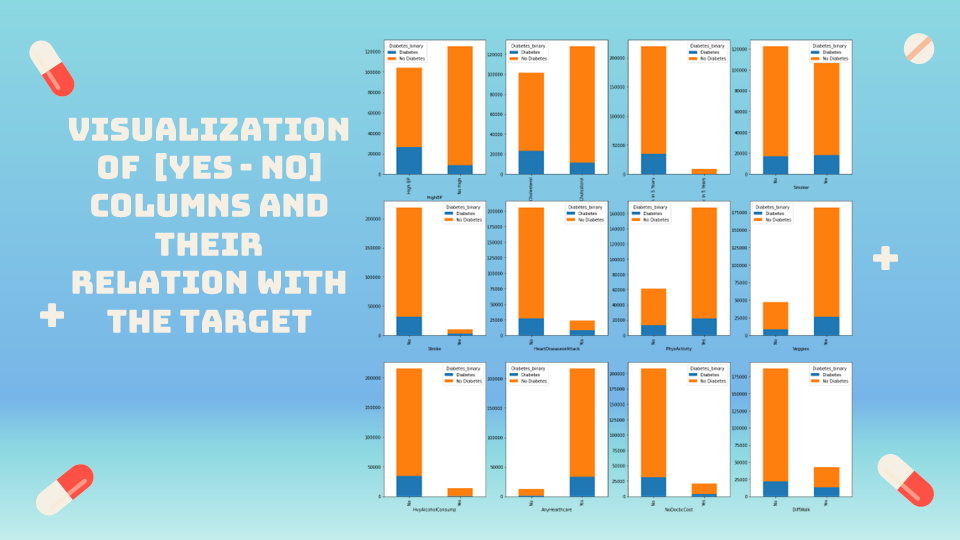 VISUALIZATION
OF [YES - NO]
COLUMNS AND
THEIR
RELATION WITH
THE TARGET
Diabetes_binary
Diabetes
No Diabetes
120000
100000
80000
60000
40000
20000
0
High BP
No High
HighBP
Diabetes_binary
Diabetes
No Diabetes
120000
100000
80000
60000
40000
20000
0
Cholesterol
Cholesterol
Diabetes_binary
Diabetes
No Diabetes
200000
150000
100000
50000
0
in 5 Years
in 5 Years
Diabetes_binary
Diabetes
No Diabetes
120000
100000
80000
60000
40000
20000
0
No
Yes
Smoker
Diabetes_binary
Diabetes
No Diabetes
200000
150000
100000
50000
0
No
Yes
Stroke
Diabetes_binary
Diabetes
No Diabetes
200000
175000
150000
125000
100000
75000
50000
25000
0
No
Yes
HeartDiseaseorAttack
Diabetes_binary
Diabetes
No Diabetes
160000
140000
120000
100000
80000
60000
40000
20000
0
No
Yes
PhysActivity
Diabetes_binary
Diabetes
No Diabetes
175000
150000
125000
100000
75000
50000
25000
0
No
Yes
Veggies
Diabetes_binary
Diabetes
No Diabetes
200000
150000
100000
50000
0
No
Yes
HvyAlcoholConsump
Diabetes_binary
Diabetes
No Diabetes
200000
150000
100000
50000
0
No
Yes
AnyHealthcare
Diabetes_binary
Diabetes
No Diabetes
200000
175000
150000
125000
100000
75000
50000
25000
0
No
Yes
NoDocbcCost
Diabetes_binary
Diabetes
No Diabetes
175000
150000
125000
100000
75000
50000
25000
0
No
Yes
DiffWalk